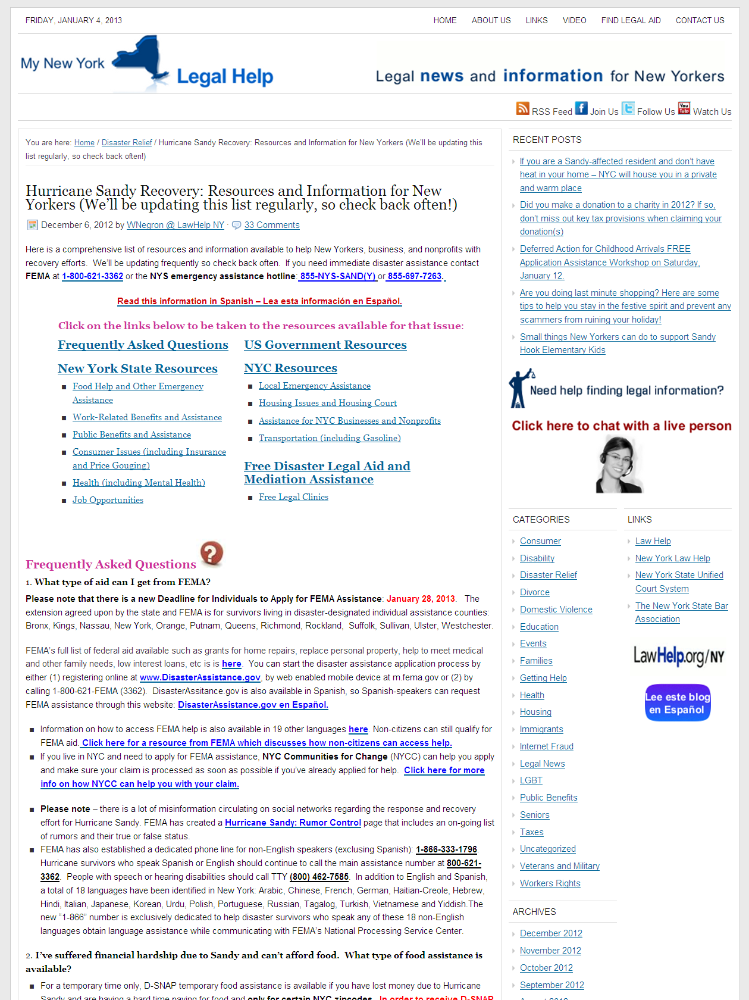 FRIDAY, JANUARY 4, 2013
HOME ABOUT US LINKS VIDEO FIND LEGAL AID CONTACT US
My New York Legal Help
Legal news and information for New Yorkers
RSS Feed Join Us Follow Us Watch Us
You are here: Home / Disaster Relief / Hurricane Sandy Recovery: Resources and Information for New Yorkers (We'll be updating this
list regularly, so check back often!)
Hurricane Sandy Recovery: Resources and Information for New
Yorkers (We'll be updating this list regularly, so check back often!)
December 6, 2012 by WNegron @ LawHelp NY · 33 Comments
Here is a comprehensive list of resources and information available to help New Yorkers, business, and nonprofits with
recovery efforts. We'll be updating frequently so check back often. If you need immediate disaster assistance contact
FEMA at 1-800-621-3362 or the NYS emergency assistance hotline: 855-NYS-SAND(Y) or 855-697-7263.
Read this information in Spanish – Lea esta información en Español.
Click on the links below to be taken to the resources available for that issue:
Frequently Asked Questions
New York State Resources
Food Help and Other Emergency
Assistance
Work-Related Benefits and Assistance
Public Benefits and Assistance
Consumer Issues (including Insurance
and Price Gouging)
Health (including Mental Health)
Job Opportunities
US Government Resources
NYC Resources
Local Emergency Assistance
Housing Issues and Housing Court
Assistance for NYC Businesses and Nonprofits
Transportation (including Gasoline)
Free Disaster Legal Aid and
Mediation Assistance
Free Legal Clinics
Frequently Asked Questions
1. What type of aid can I get from FEMA?
Please note that there is a new Deadline for Individuals to Apply for FEMA Assistance: January 28, 2013. The
extension agreed upon by the state and FEMA is for survivors living in disaster-designated individual assistance counties:
Bronx, Kings, Nassau, New York, Orange, Putnam, Queens, Richmond, Rockland, Suffolk, Sullivan, Ulster, Westchester.
FEMA's full list of federal aid available such as grants for home repairs, replace personal property, help to meet medical
and other family needs, low interest loans, etc is is here. You can start the disaster assistance application process by
either (1) registering online at www.DisasterAssistance.gov, by web enabled mobile device at m.fema.gov or (2) by
calling 1-800-621-FEMA (3362). DisasterAssitance.gov is also available in Spanish, so Spanish-speakers can request
FEMA assistance through this website: DisasterAssistance.gov en Español.
Information on how to access FEMA help is also available in 19 other languages here. Non-citizens can still qualify for
FEMA aid. Click here for a resource from FEMA which discusses how non-citizens can access help.
If you live in NYC and need to apply for FEMA assistance, NYC Communities for Change (NYCC) can help you apply
and make sure your claim is processed as soon as possible if you've already applied for help. Click here for more
info on how NYCC can help you with your claim.
Please note – there is a lot of misinformation circulating on social networks regarding the response and recovery
effort for Hurricane Sandy. FEMA has created a Hurricane Sandy: Rumor Control page that includes an on-going list
of rumors and their true or false status.
FEMA has also established a dedicated phone line for non-English speakers (exclusing Spanish): 1-866-333-1796.
Hurricane survivors who speak Spanish or English should continue to call the main assistance number at 800-621-
3362. People with speech or hearing disabilities should call TTY (800) 462-7585. In addition to English and Spanish,
a total of 18 languages have been identified in New York: Arabic, Chinese, French, German, Haitian-Creole, Hebrew,
Hindi, Italian, Japanese, Korean, Urdu, Polish, Portuguese, Russian, Tagalog, Turkish, Vietnamese and Yiddish.The
new "1-866" number is exclusively dedicated to help disaster survivors who speak any of these 18 non-English
languages obtain language assistance while communicating with FEMA's National Processing Service Center.
2. I've suffered financial hardship due to Sandy and can't afford food. What type of food assistance is
available?
For a temporary time only, D-SNAP temporary food assistance is available if you have lost money due to Hurricane
Sandy and are having a hard time paying for food and only for certain NYC zipcodes. In order to receive D-SNAP
RECENT POSTS
If you are a Sandy-affected resident and don't have
heat in your home – NYC will house you in a private
and warm place
Did you make a donation to a charity in 2012? If so,
don't miss out key tax provisions when claiming your
donation(s)
Deferred Action for Childhood Arrivals FREE
Application Assistance Workshop on Saturday,
January 12.
Are you doing last minute shopping? Here are some
tips to help you stay in the festive spirit and prevent any
scammers from ruining your holiday!
Small things New Yorkers can do to support Sandy
Hook Elementary Kids
Need help finding legal information?
Click here to chat with a live person
CATEGORIES
Consumer
Disability
Disaster Relief
Divorce
Domestic Violence
Education
Events
Families
Getting Help
Health
Housing
Immigrants
Internet Fraud
Legal News
LGBT
Public Benefits
Seniors
Taxes
Uncategorized
Veterans and Military
Workers Rights
ARCHIVES
December 2012
November 2012
October 2012
September 2012
LINKS
Law Help
New York Law Help
New York State Unified
Court System
The New York State Bar
Association
LawHelp.org/NY
Lee este blog
en Español